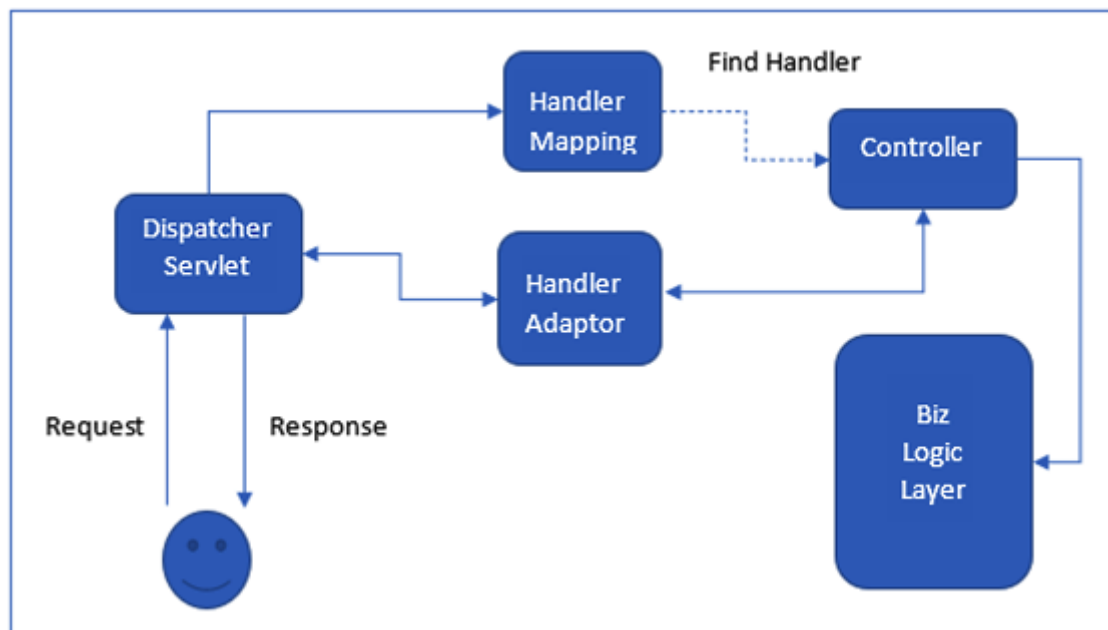 Find Handler
Handler
Mapping
Controller
Dispatcher
Servlet
Handler
Adaptor
Request
Response
Biz
Logic
Layer